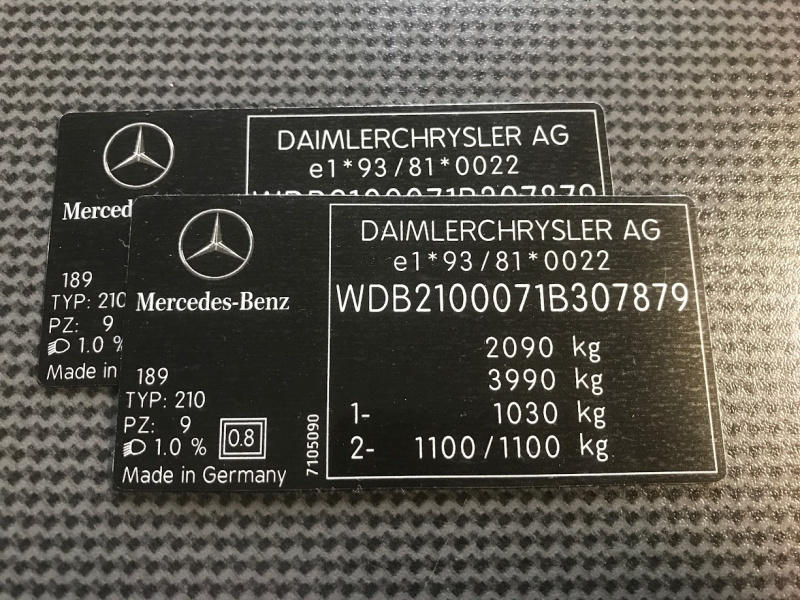 DAIMLERCHRYSLER AG
e1*93/81*0022
WDB2100071B307879
189
TYP: 210
PZ: 9
1.0 %
Made in
DAIMLERCHRYSLER AG
e1*93/81*0022
WDB2100071B307879
Mercedes-Benz
2090 kg
3990 kg
1- 1030 kg
2- 1100/1100 kg
189
TYP: 210
PZ: 9
1.0 % 0.8
Made in Germany
7105090